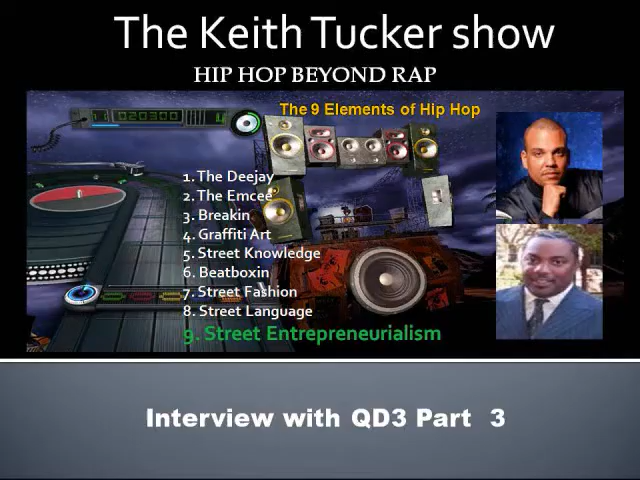 The Keith Tucker show
HIP HOP BEYOND RAP
020300
The 9 Elements of Hip Hop
1. The Deejay
2. The Emcee
3. Breakin
4. Graffiti Art
5. Street Knowledge
6. Beatboxin
7. Street Fashion
8. Street Language
9. Street Entrepreneurialism
Interview with QD3 Part 3